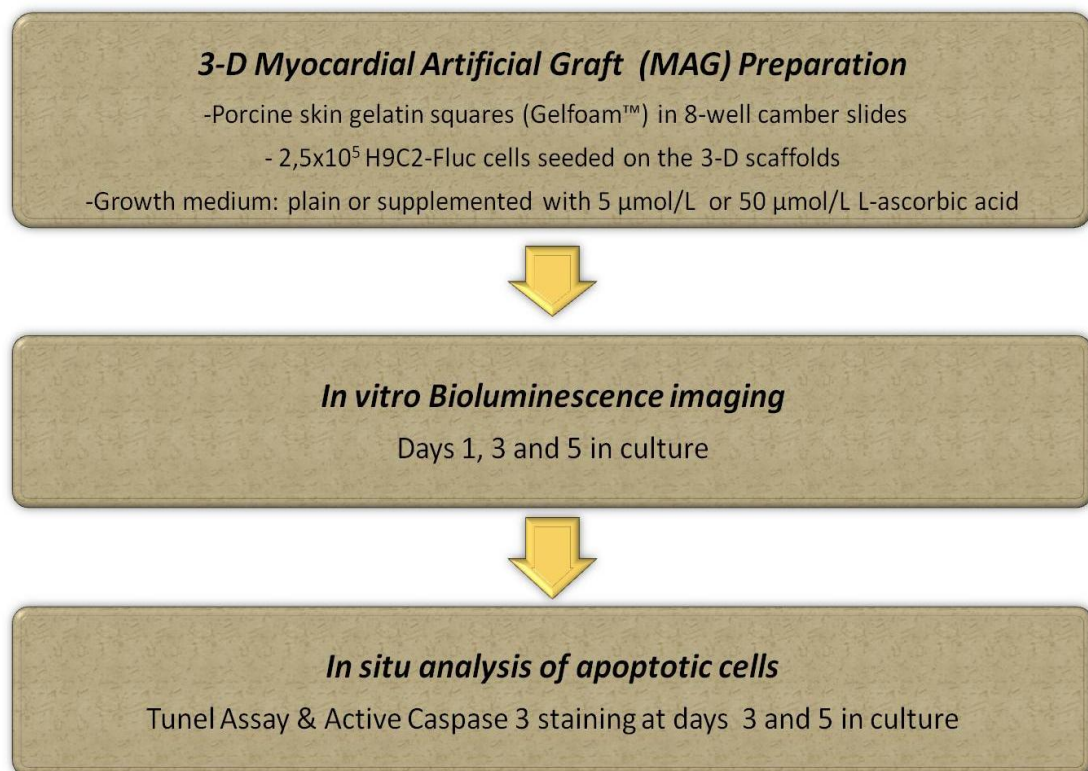 3-D Myocardial Artificial Graft (MAG) Preparation
-Porcine skin gelatin squares (Gelfoam™) in 8-well camber slides
- 2,5x10⁵ H9C2-Fluc cells seeded on the 3-D scaffolds
-Growth medium: plain or supplemented with 5 µmol/L or 50 µmol/L L-ascorbic acid
In vitro Bioluminescence imaging
Days 1, 3 and 5 in culture
In situ analysis of apoptotic cells
Tunel Assay & Active Caspase 3 staining at days 3 and 5 in culture